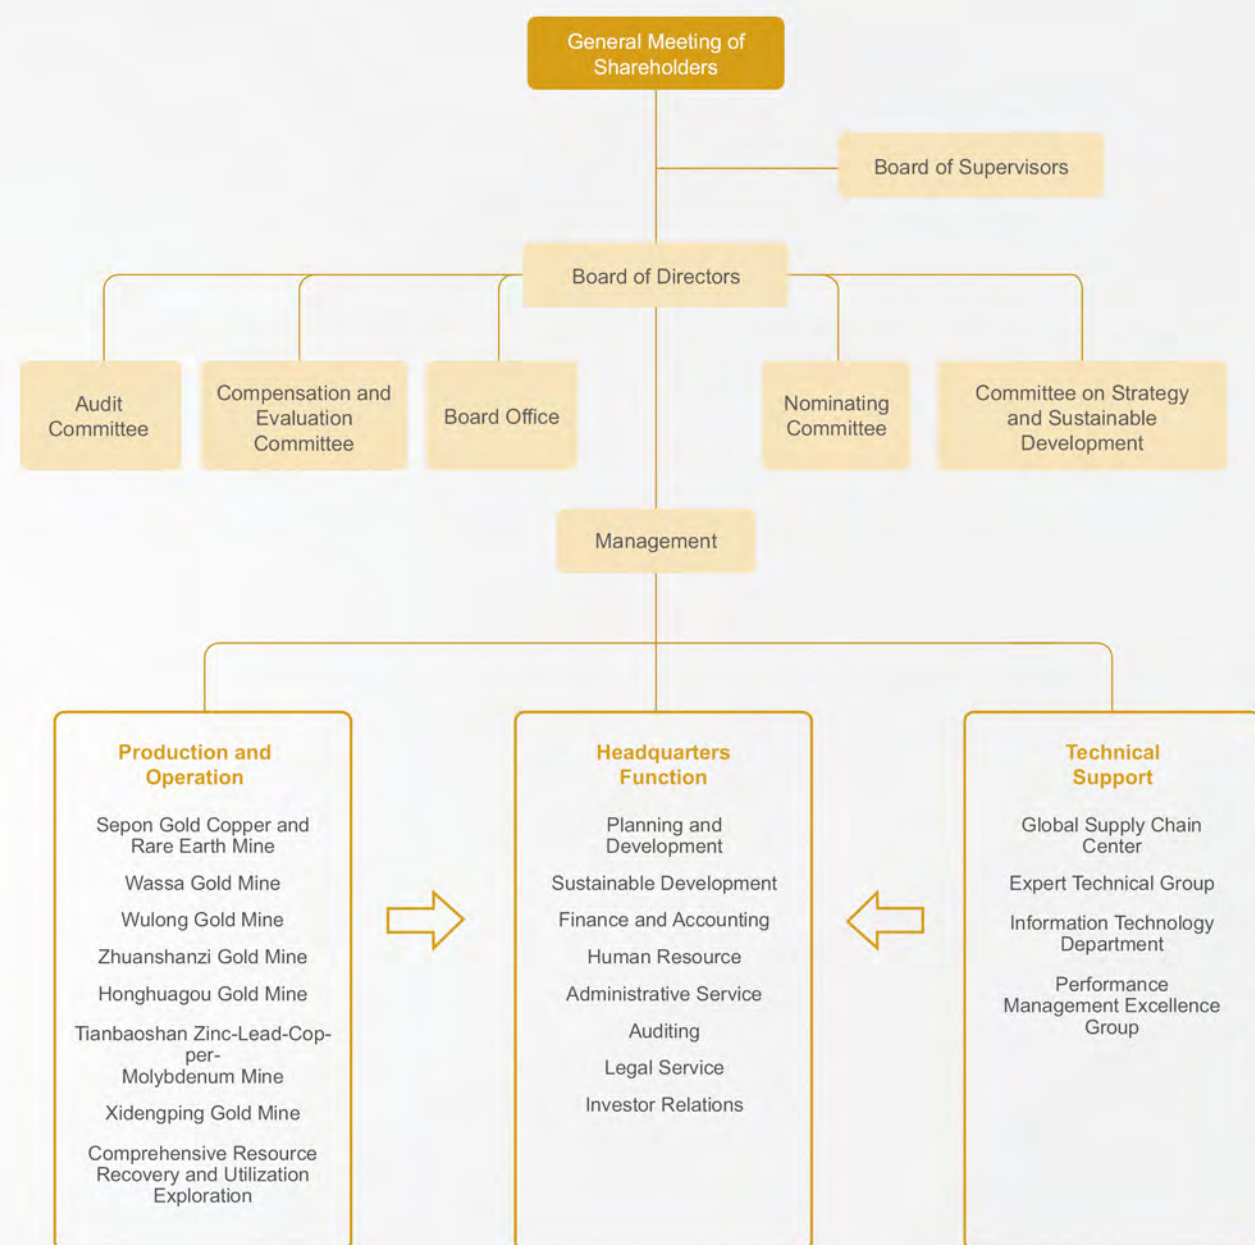 General Meeting of
Shareholders
Board of Supervisors
Board of Directors
Audit
Committee
Compensation and
Evaluation
Committee
Board Office
Nominating
Committee
Committee on Strategy
and Sustainable
Development
Management
Production and
Operation
Sepon Gold Copper and
Rare Earth Mine
Wassa Gold Mine
Wulong Gold Mine
Zhuanshanzi Gold Mine
Honghuagou Gold Mine
Tianbaoshan Zinc-Lead-Cop-
per-
Molybdenum Mine
Xidengping Gold Mine
Comprehensive Resource
Recovery and Utilization
Exploration
Headquarters
Function
Planning and
Development
Sustainable Development
Finance and Accounting
Human Resource
Administrative Service
Auditing
Legal Service
Investor Relations
Technical
Support
Global Supply Chain
Center
Expert Technical Group
Information Technology
Department
Performance
Management Excellence
Group